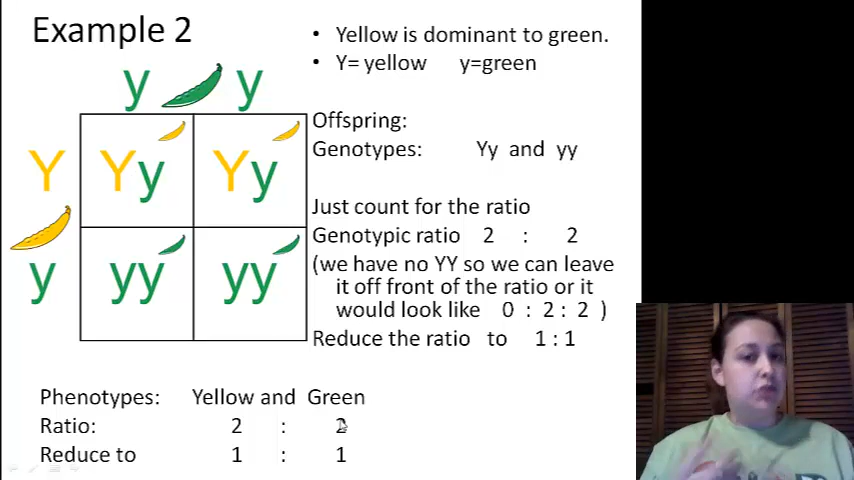 Example 2
• Yellow is dominant to green.
• Y= yellow y=green
y y
Y Yy Yy
y yy yy
Offspring:
Genotypes: Yy and yy
Just count for the ratio
Genotypic ratio 2 : 2
(we have no YY so we can leave
it off front of the ratio or it
would look like 0 : 2 : 2 )
Reduce the ratio to 1 : 1
Phenotypes: Yellow and Green
Ratio: 2 : 2
Reduce to 1 : 1